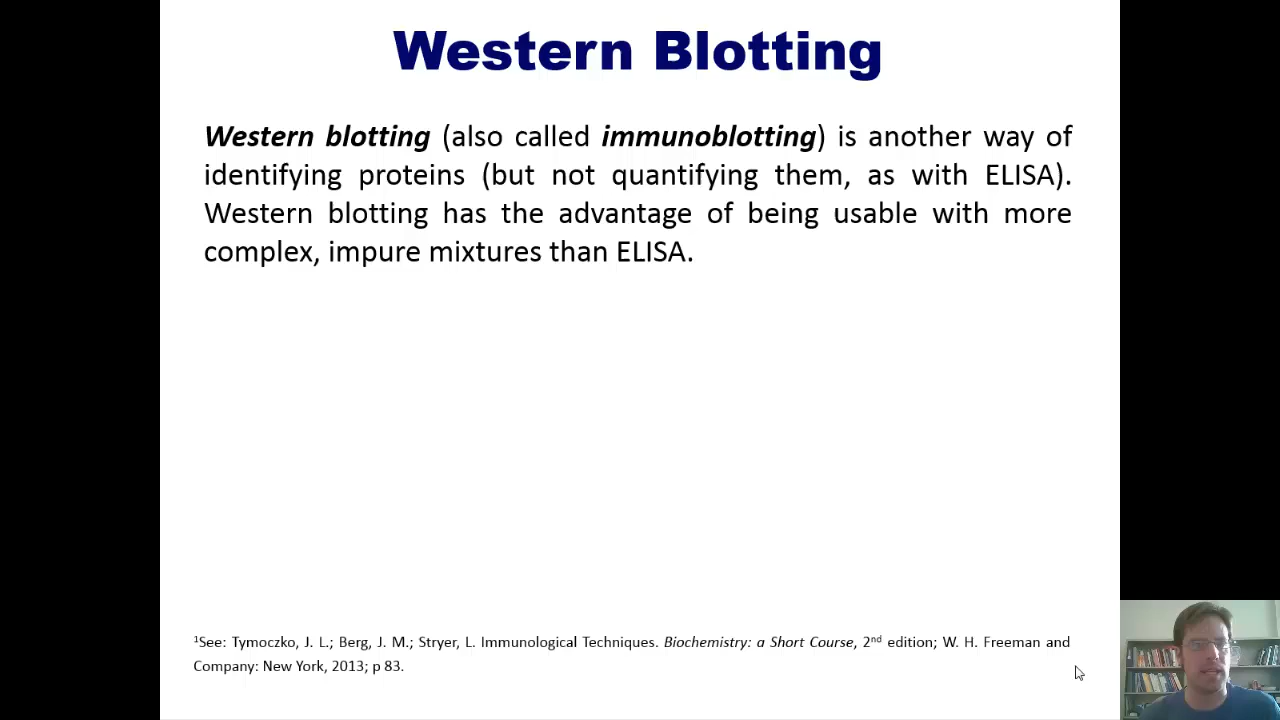 Western Blotting
Western blotting (also called immunoblotting) is another way of
identifying proteins (but not quantifying them, as with ELISA).
Western blotting has the advantage of being usable with more
complex, impure mixtures than ELISA.
¹See: Tymoczko, J. L.; Berg, J. M.; Stryer, L. Immunological Techniques. Biochemistry: a Short Course, 2nd edition; W. H. Freeman and
Company: New York, 2013; p 83.